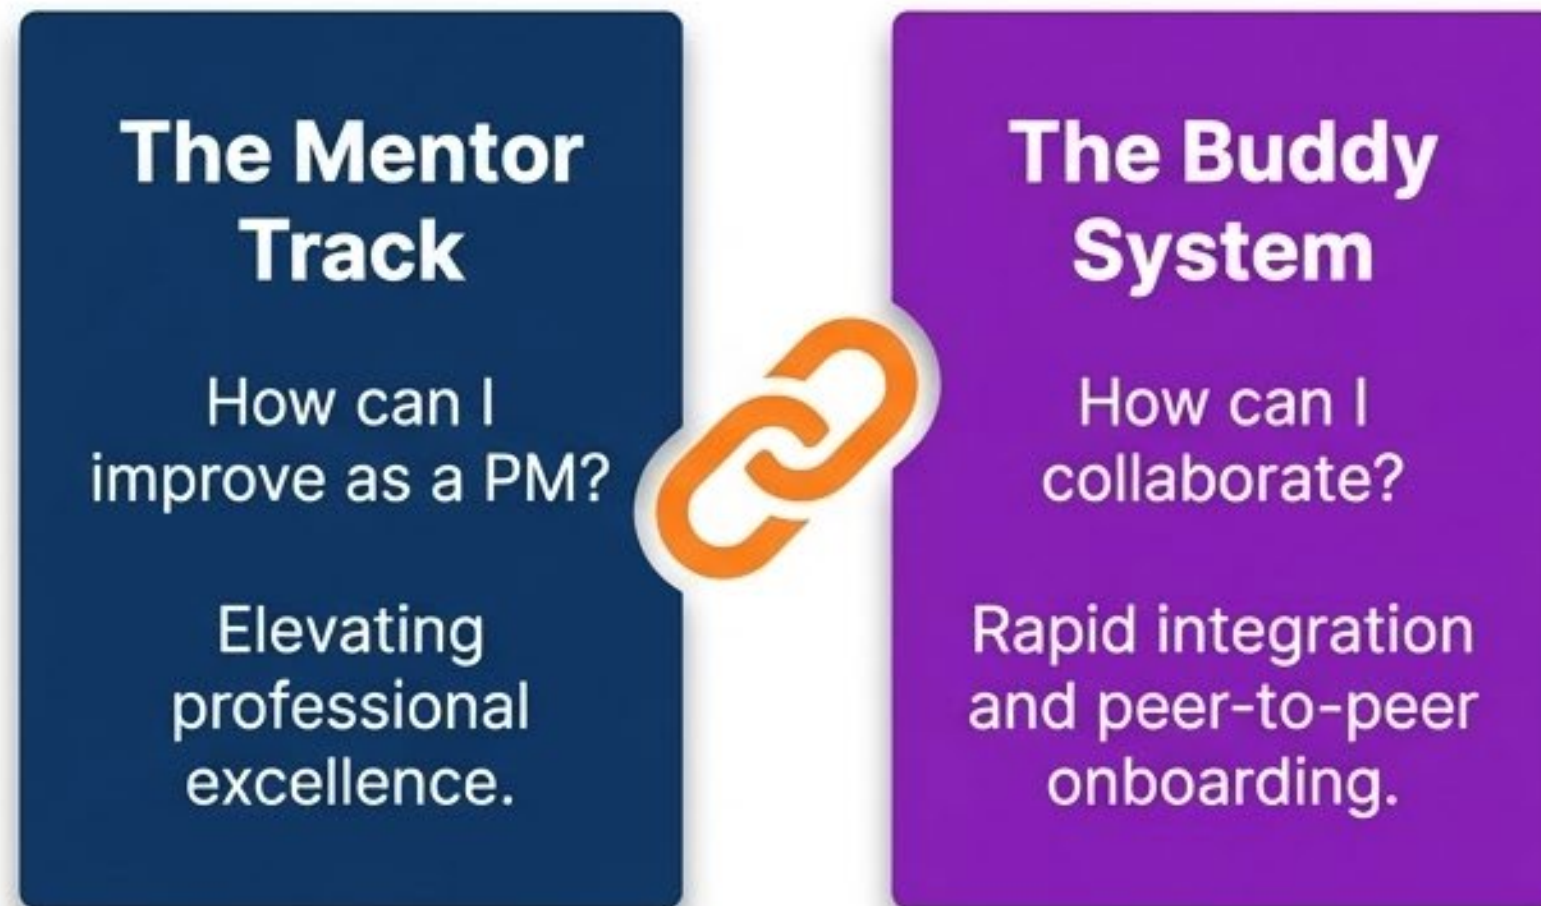 The Mentor
Track
How can I
improve as a PM?
Elevating
professional
excellence.
The Buddy
System
How can I
collaborate?
Rapid integration
and peer-to-peer
onboarding.